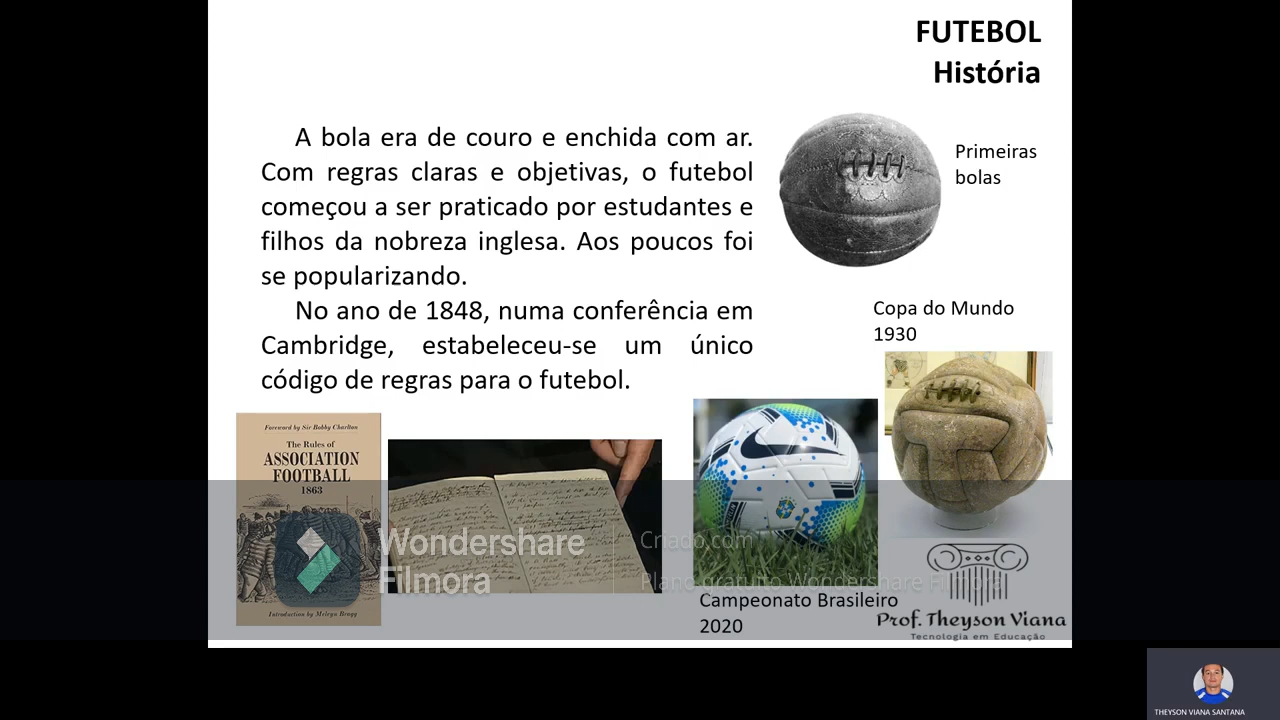 FUTEBOL
História
A bola era de couro e enchida com ar.
Com regras claras e objetivas, o futebol
começou a ser praticado por estudantes e
filhos da nobreza inglesa. Aos poucos foi
se popularizando.
No ano de 1848, numa conferência em
Cambridge, estabeleceu-se um único
código de regras para o futebol.
Primeiras
bolas
Copa do Mundo
1930
Foreword by Sir Bobby Charlton
The Rules of
ASSOCIATION
FOOTBALL
1863
Introduction by Melvyn Bragg
Wondershare
Filmora
Criado com
Plano gratuito Wondershare Filmora
Campeonato Brasileiro
2020
Prof. Theyson Viana
Tecnologia em Educação
THEYSON VIANA SANTANA